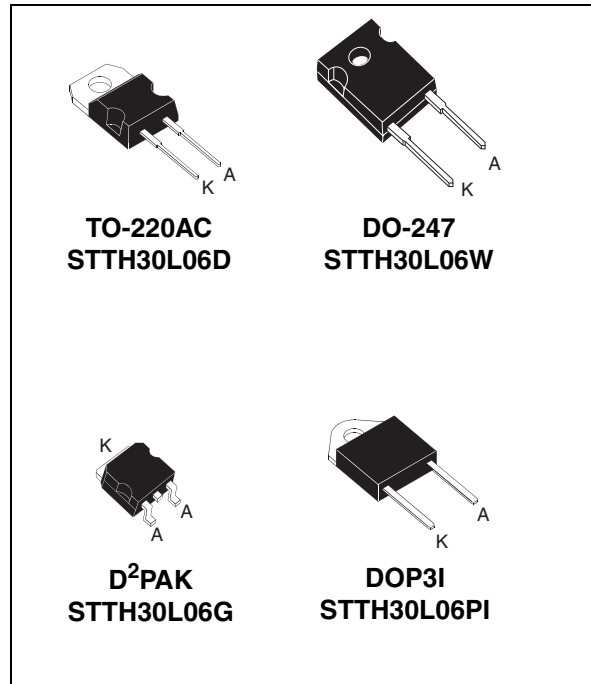 K
A
TO-220AC
STTH30L06D
K
A
DO-247
STTH30L06W
K
A
A
D²PAK
STTH30L06G
K
A
DOP3I
STTH30L06PI